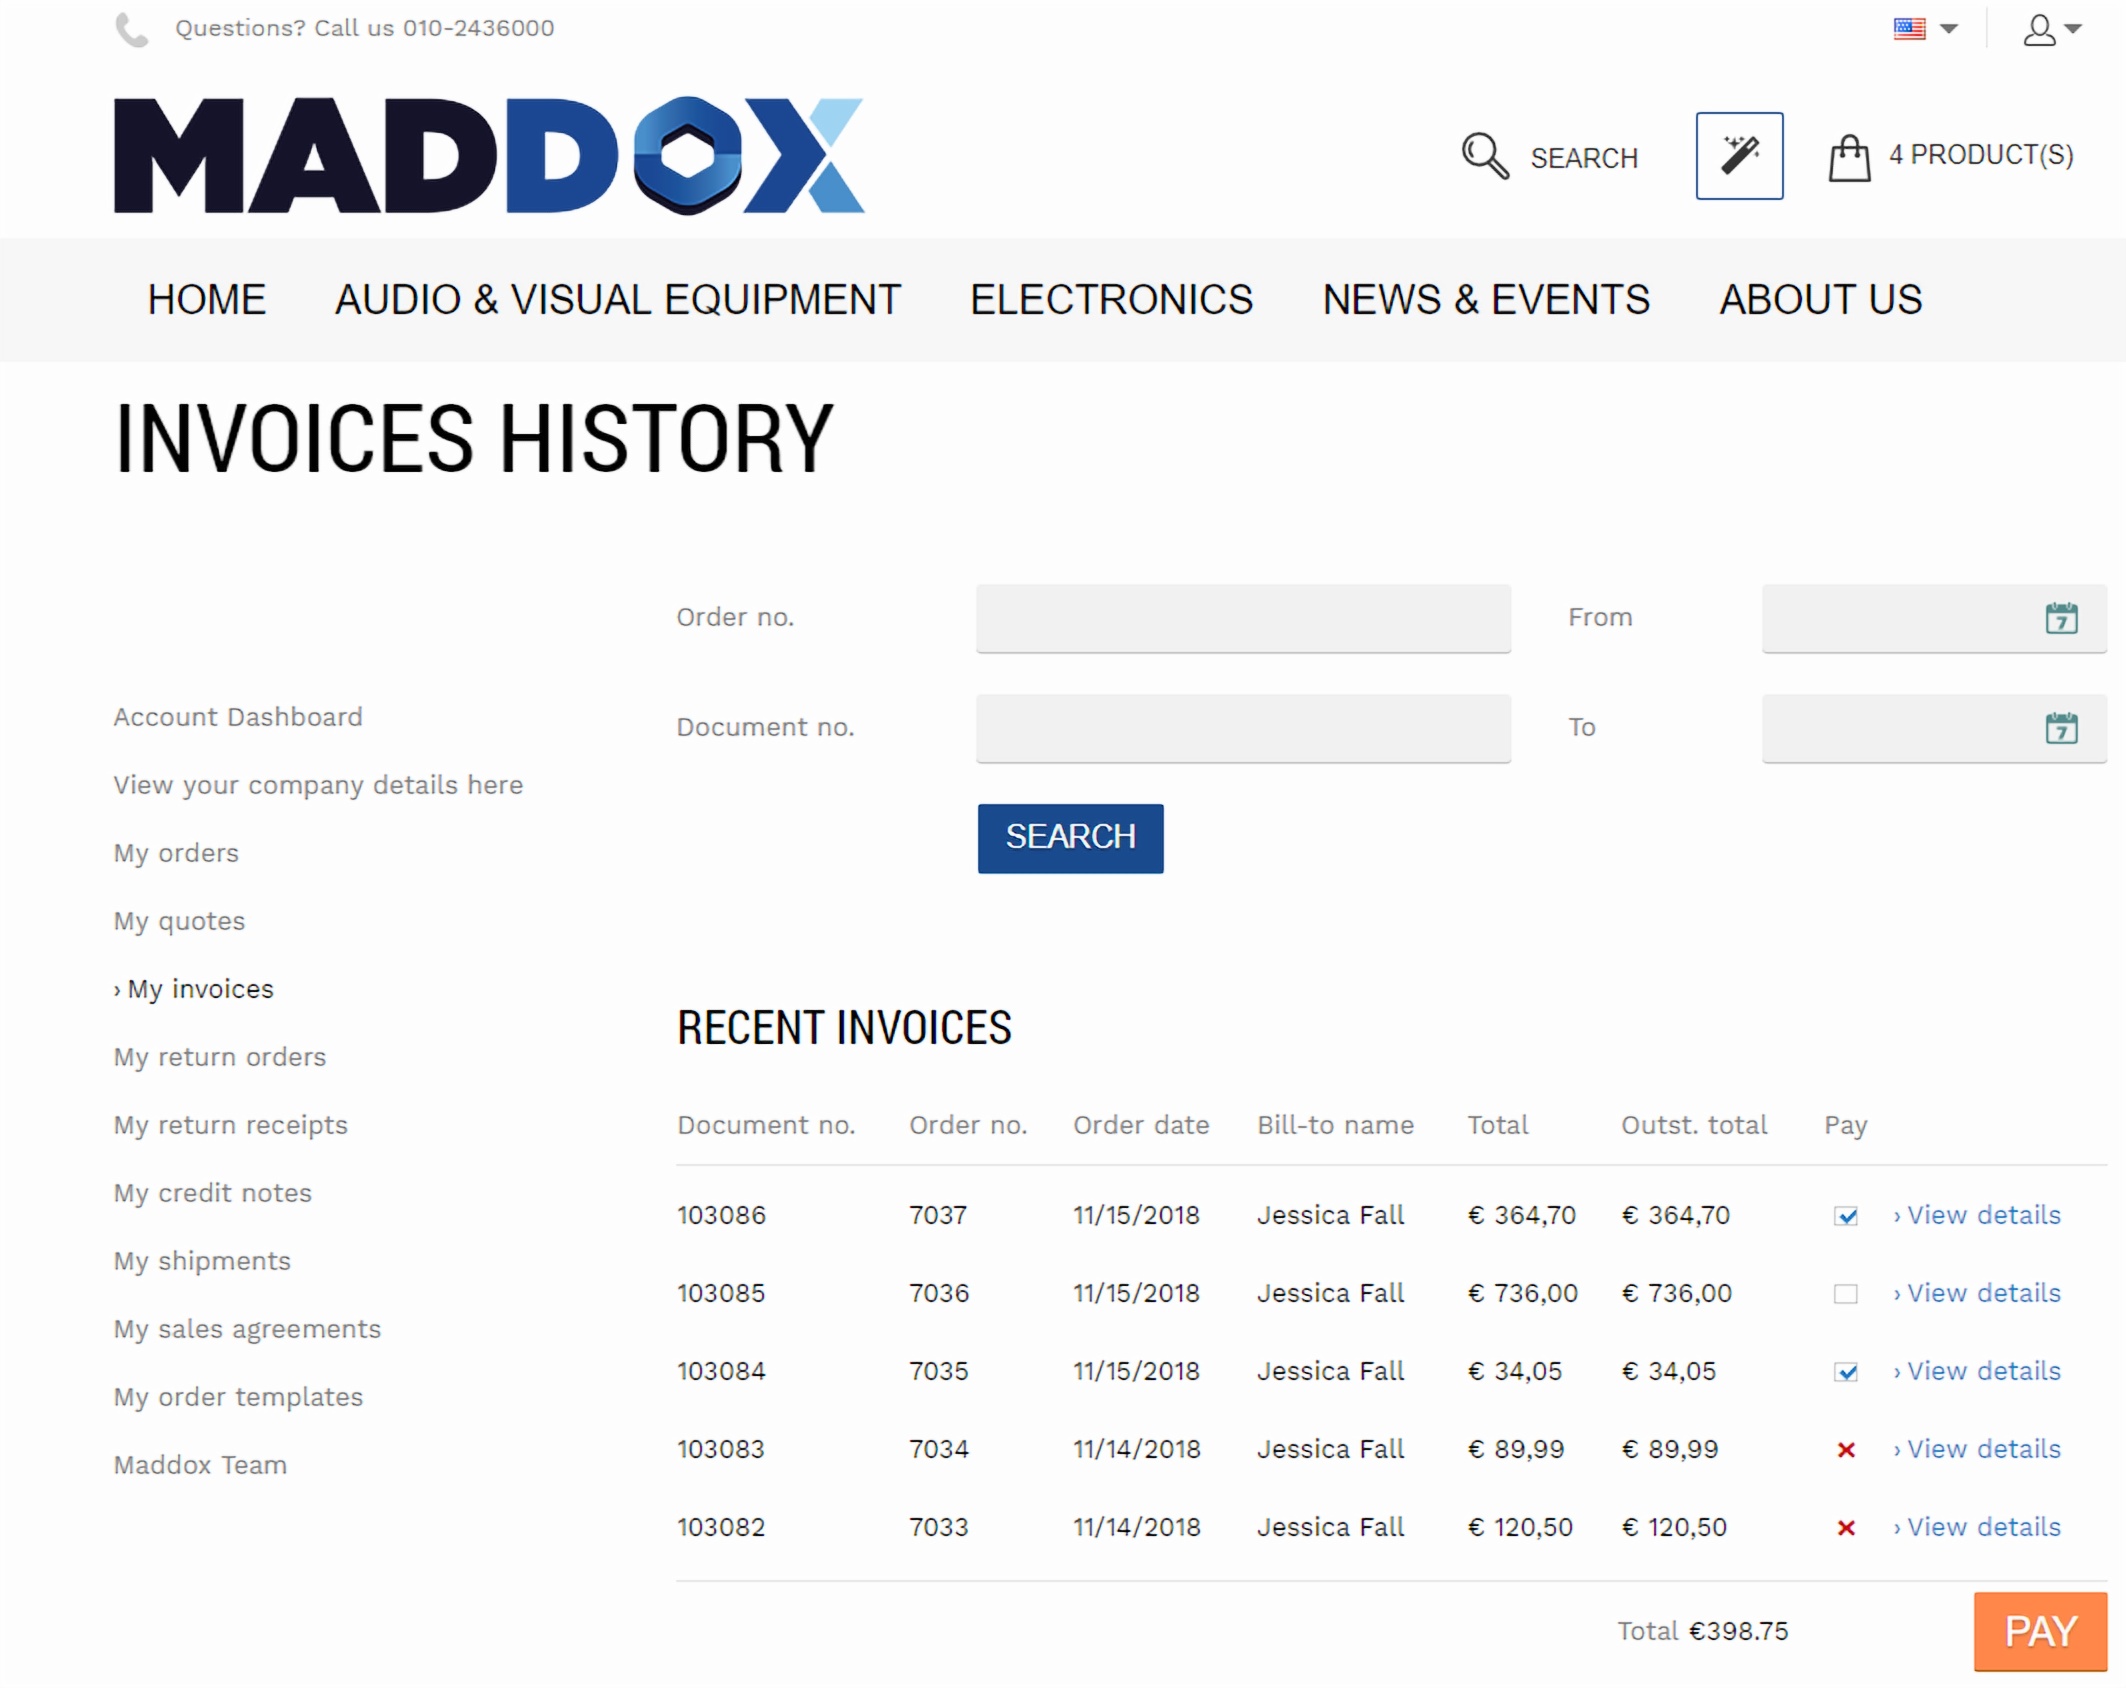 Questions? Call us 010-2436000
MADDOX
SEARCH
4 PRODUCT(S)
HOME AUDIO & VISUAL EQUIPMENT ELECTRONICS NEWS & EVENTS ABOUT US
INVOICES HISTORY
Order no. From
7
Document no. To
7
SEARCH
Account Dashboard
View your company details here
My orders
My quotes
› My invoices
My return orders
My return receipts
My credit notes
My shipments
My sales agreements
My order templates
Maddox Team
RECENT INVOICES
Document no. Order no. Order date Bill-to name Total Outst. total Pay
103086 7037 11/15/2018 Jessica Fall € 364,70 € 364,70 › View details
103085 7036 11/15/2018 Jessica Fall € 736,00 € 736,00 › View details
103084 7035 11/15/2018 Jessica Fall € 34,05 € 34,05 › View details
103083 7034 11/14/2018 Jessica Fall € 89,99 € 89,99 › View details
103082 7033 11/14/2018 Jessica Fall € 120,50 € 120,50 › View details
Total €398.75
PAY